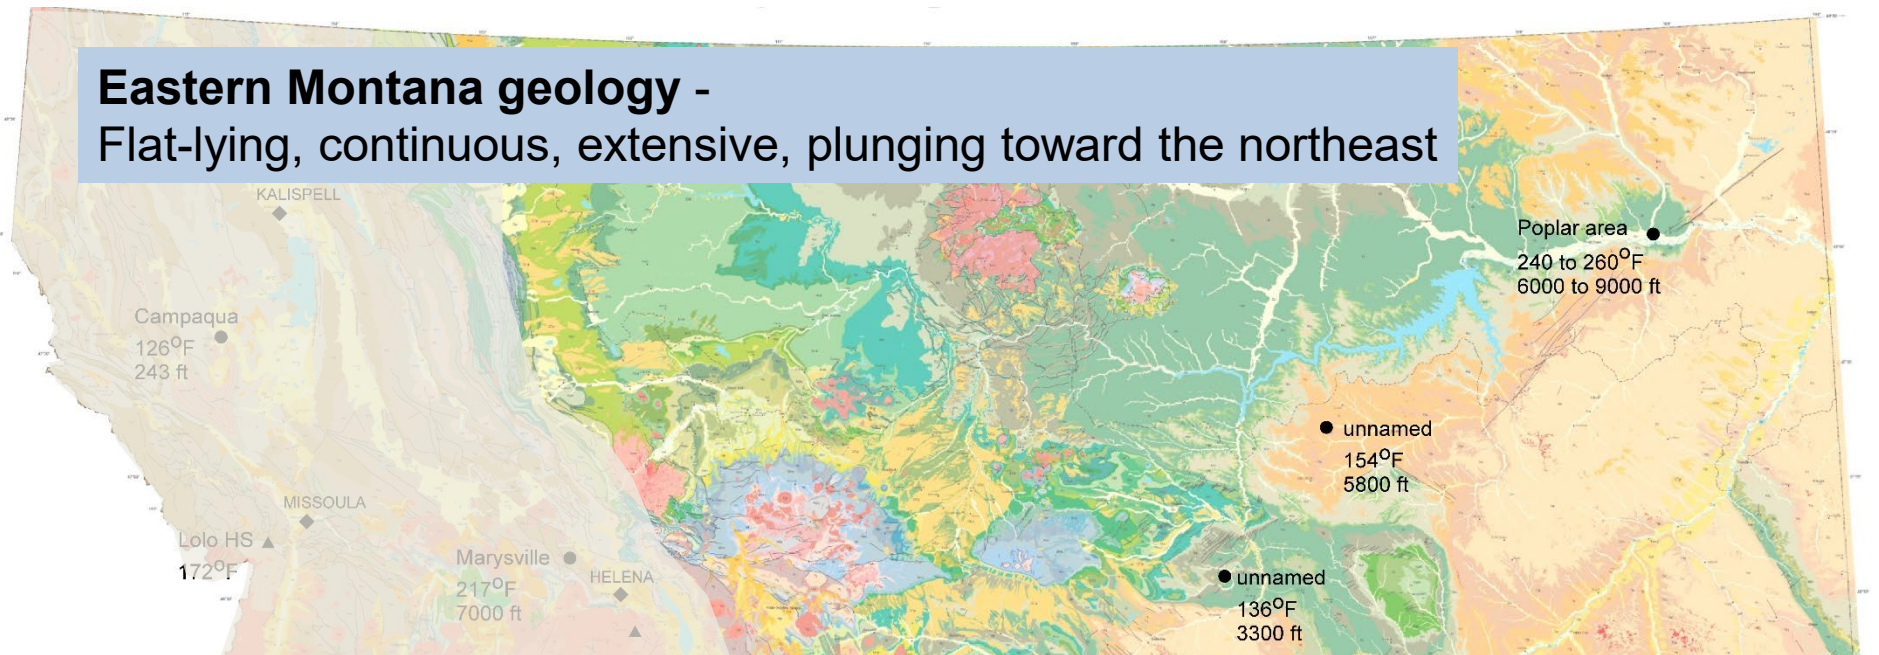 Eastern Montana geology -
Flat-lying, continuous, extensive, plunging toward the northeast
KALISPELL
Poplar area
240 to 260°F
6000 to 9000 ft
Campaqua
126°F
243 ft
unnamed
154°F
5800 ft
MISSOULA
Lolo HS
172°F
Marysville
217°F
7000 ft
HELENA
unnamed
136°F
3300 ft